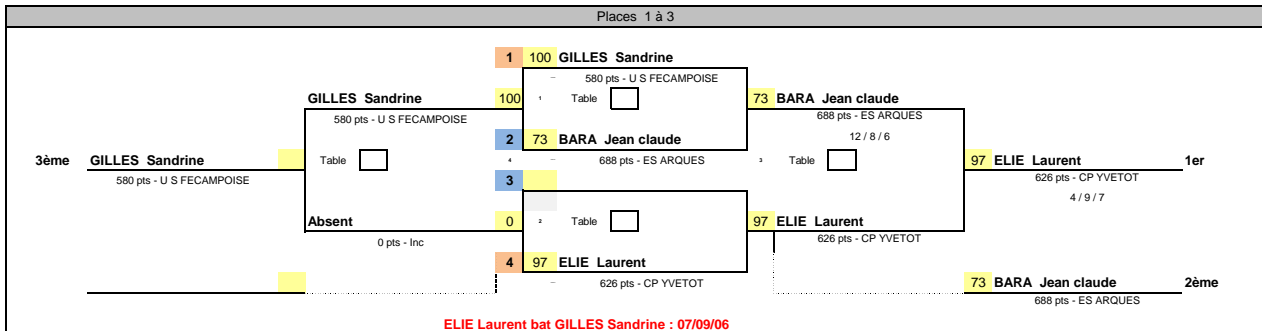 Places 1 à 3
1 100 GILLES Sandrine
580 pts - U S FECAMPOISE
GILLES Sandrine 100 1 Table 73 BARA Jean claude
580 pts - U S FECAMPOISE
688 pts - ES ARQUES
2 73 BARA Jean claude
12 / 8 / 6
3ème GILLES Sandrine Table 4 688 pts - ES ARQUES 3 Table 97 ELIE Laurent 1er
580 pts - U S FECAMPOISE
3
626 pts - CP YVETOT
4 / 9 / 7
Absent 0 2 Table 97 ELIE Laurent
0 pts - Inc
626 pts - CP YVETOT
4 97 ELIE Laurent
626 pts - CP YVETOT
73 BARA Jean claude 2ème
688 pts - ES ARQUES
ELIE Laurent bat GILLES Sandrine : 07/09/06